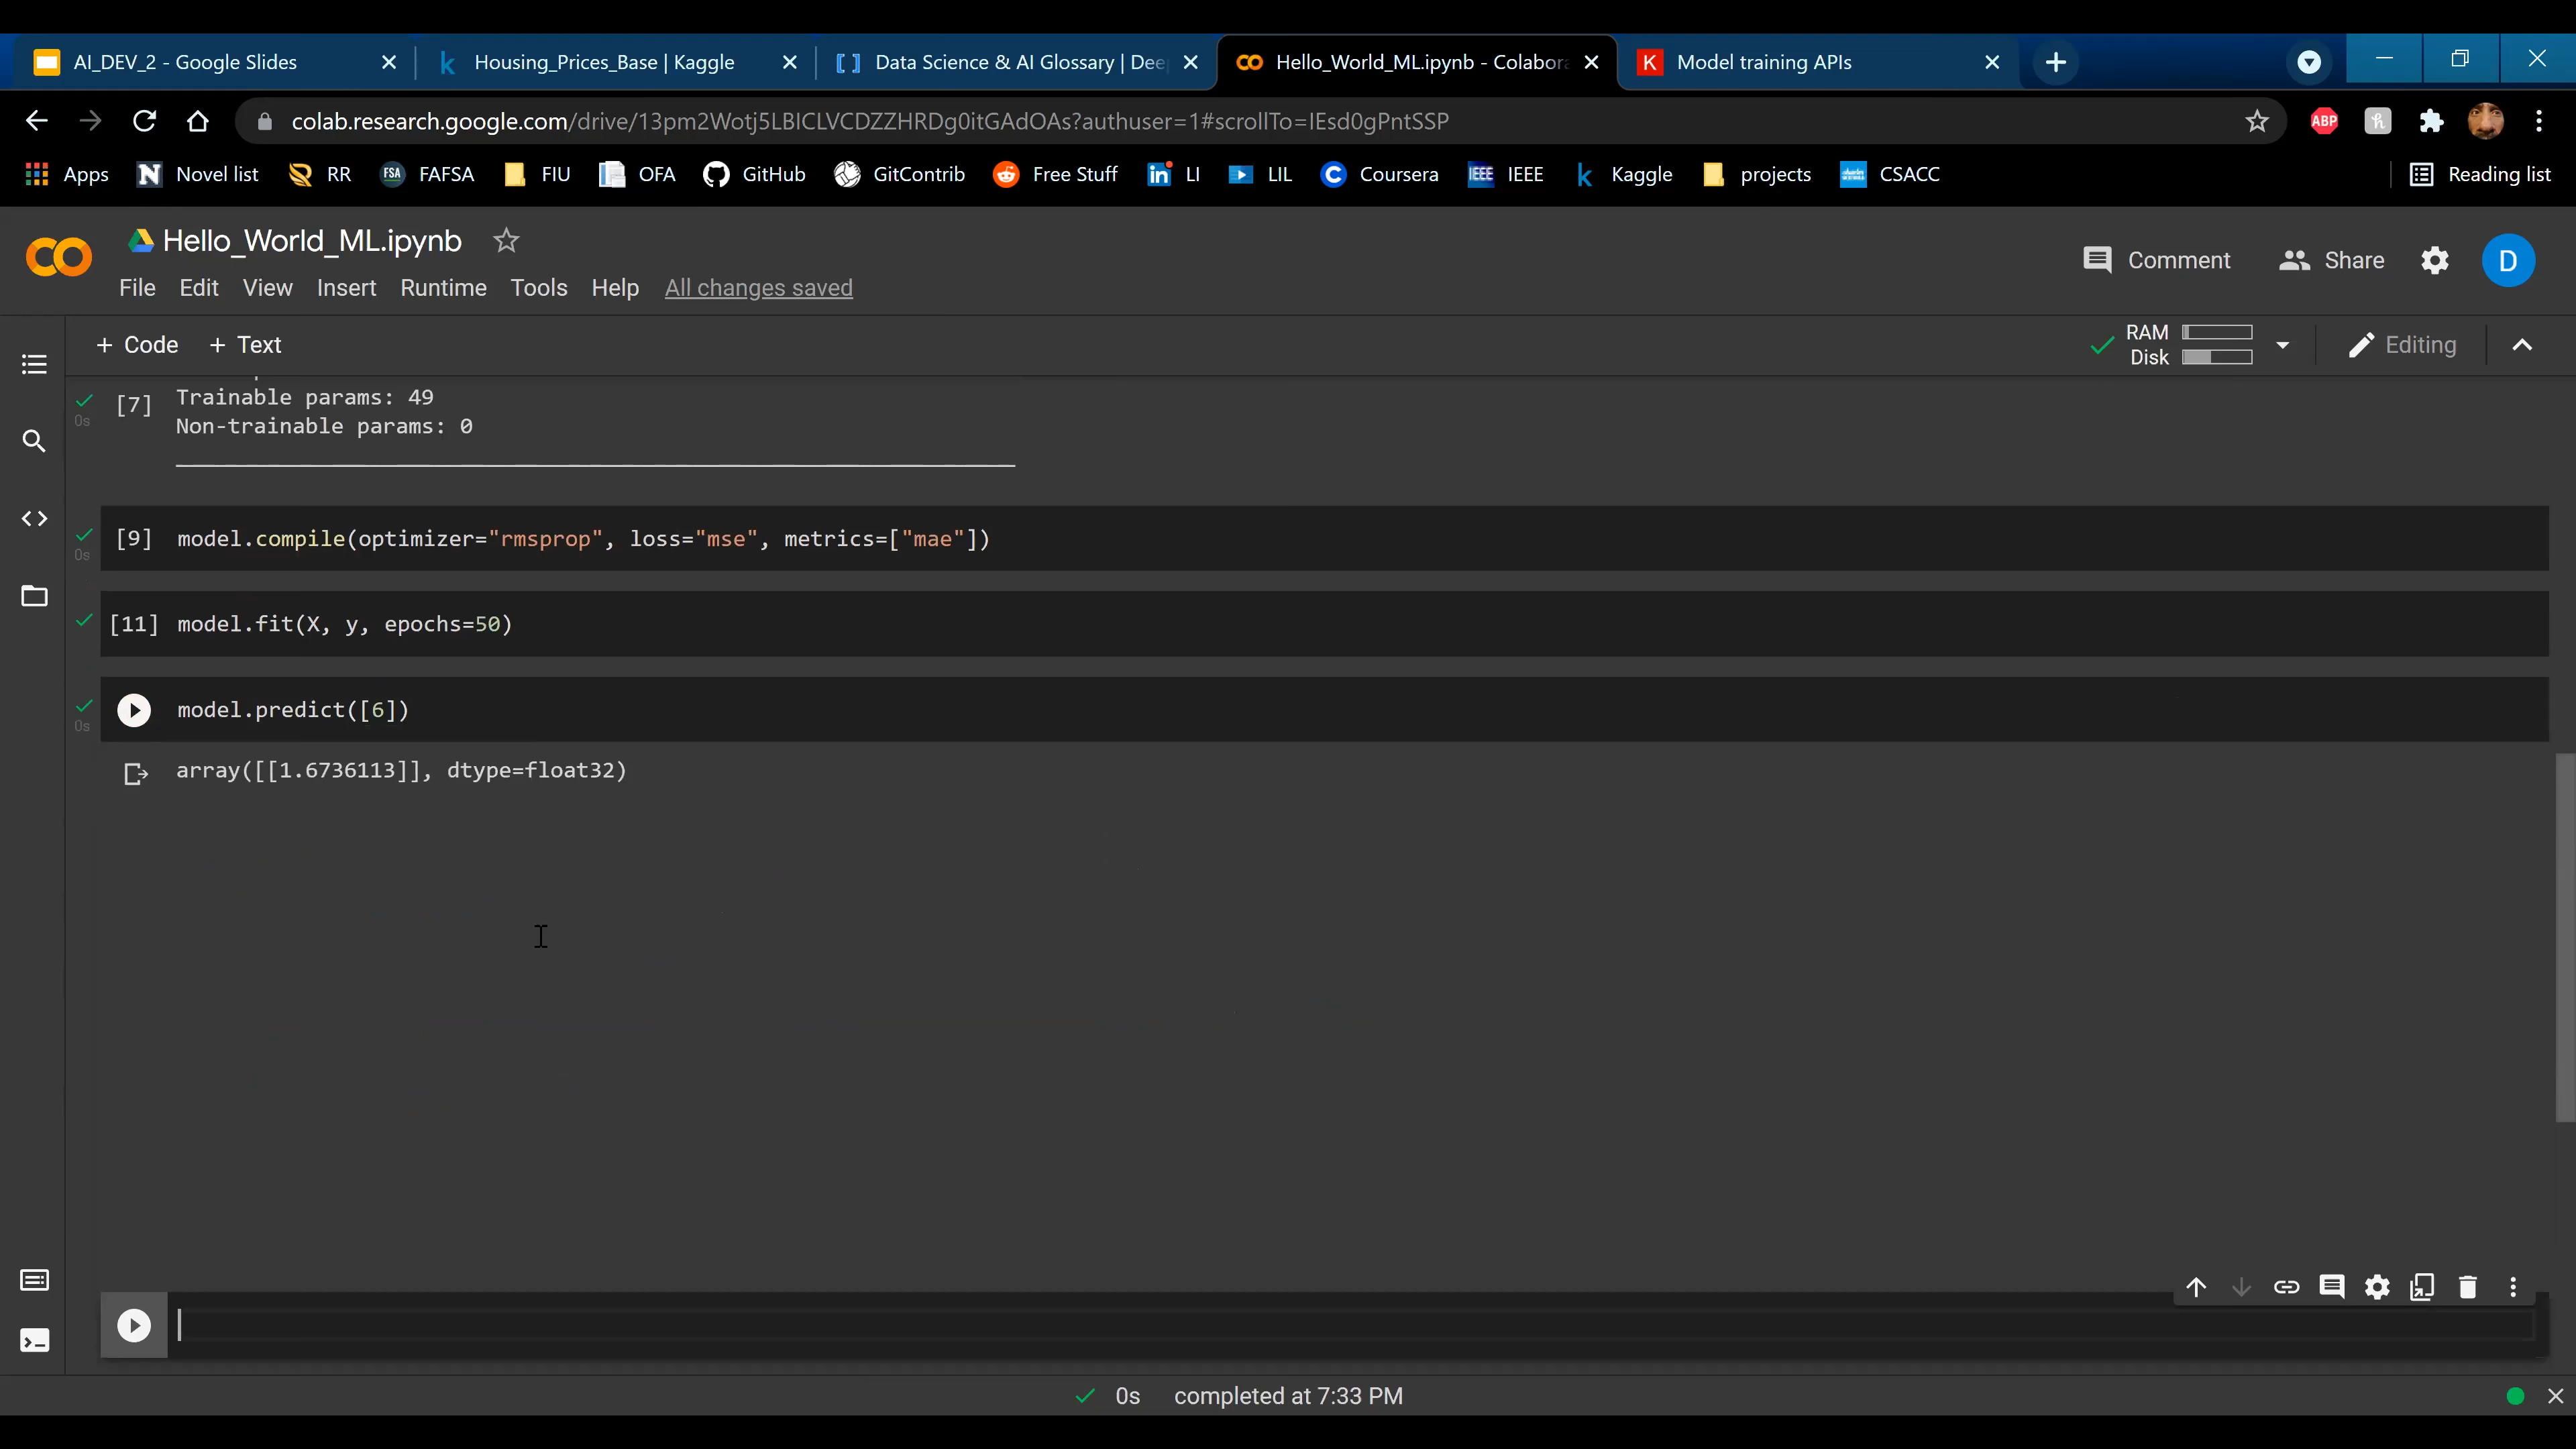 AI_DEV_2 - Google Slides
Housing_Prices_Base | Kaggle
Data Science & AI Glossary | Deep
Hello_World_ML.ipynb - Colabora
Model training APIs
colab.research.google.com/drive/13pm2Wotj5LBICLVCDZZHRDg0itGAdOAs?authuser=1#scrollTo=IEsd0gPntSSP
ABP
Apps
Novel list
RR
FSA
FAFSA
FIU
OFA
GitHub
GitContrib
Free Stuff
LI
LIL
Coursera
IEEE
IEEE
Kaggle
projects
CSACC
Reading list
Hello_World_ML.ipynb
Comment
Share
D
File Edit View Insert Runtime Tools Help All changes saved
+ Code + Text
RAM
Disk
Editing
[7] Trainable params: 49
0s
Non-trainable params: 0
[9] model.compile(optimizer="rmsprop", loss="mse", metrics=["mae"])
0s
[11] model.fit(X, y, epochs=50)
model.predict([6])
0s
array([[1.6736113]], dtype=float32)
0s completed at 7:33 PM